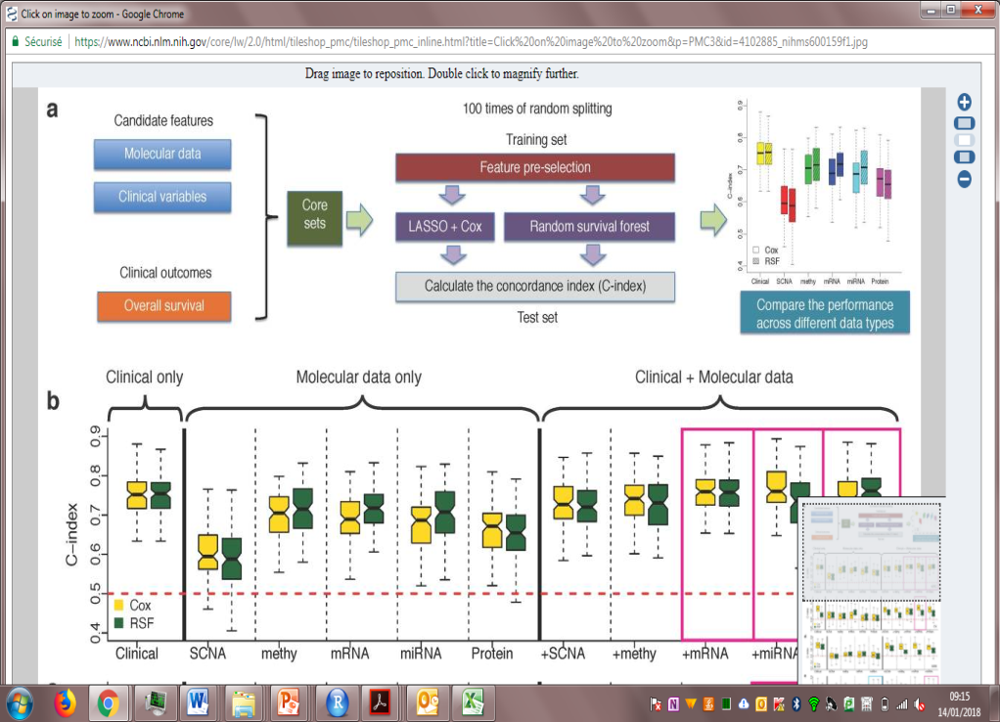 Click on image to zoom - Google Chrome
Sécurisé
https://www.ncbi.nlm.nih.gov/core/lw/2.0/html/tileshop_pmc/tileshop_pmc_inline.html?title=Click%20on%20image%20to%20zoom&p=PMC3&id=4102885_nihms600159f1.jpg
Drag image to reposition. Double click to magnify further.
a
Candidate features
Molecular data
Clinical variables
Clinical outcomes
Overall survival
Core
sets
100 times of random splitting
Training set
Feature pre-selection
LASSO + Cox
Random survival forest
Calculate the concordance index (C-index)
Test set
C-index
0.9
0.8
0.7
0.6
0.5
0.4
Cox
RSF
Clinical SCNA methy mRNA miRNA Protein
Compare the performance
across different data types
b
Clinical only
Molecular data only
Clinical + Molecular data
C-index
0.9
0.8
0.7
0.6
0.5
0.4
Cox
RSF
Clinical SCNA methy mRNA miRNA Protein +SCNA +methy +mRNA +miRNA
09:15
14/01/2018